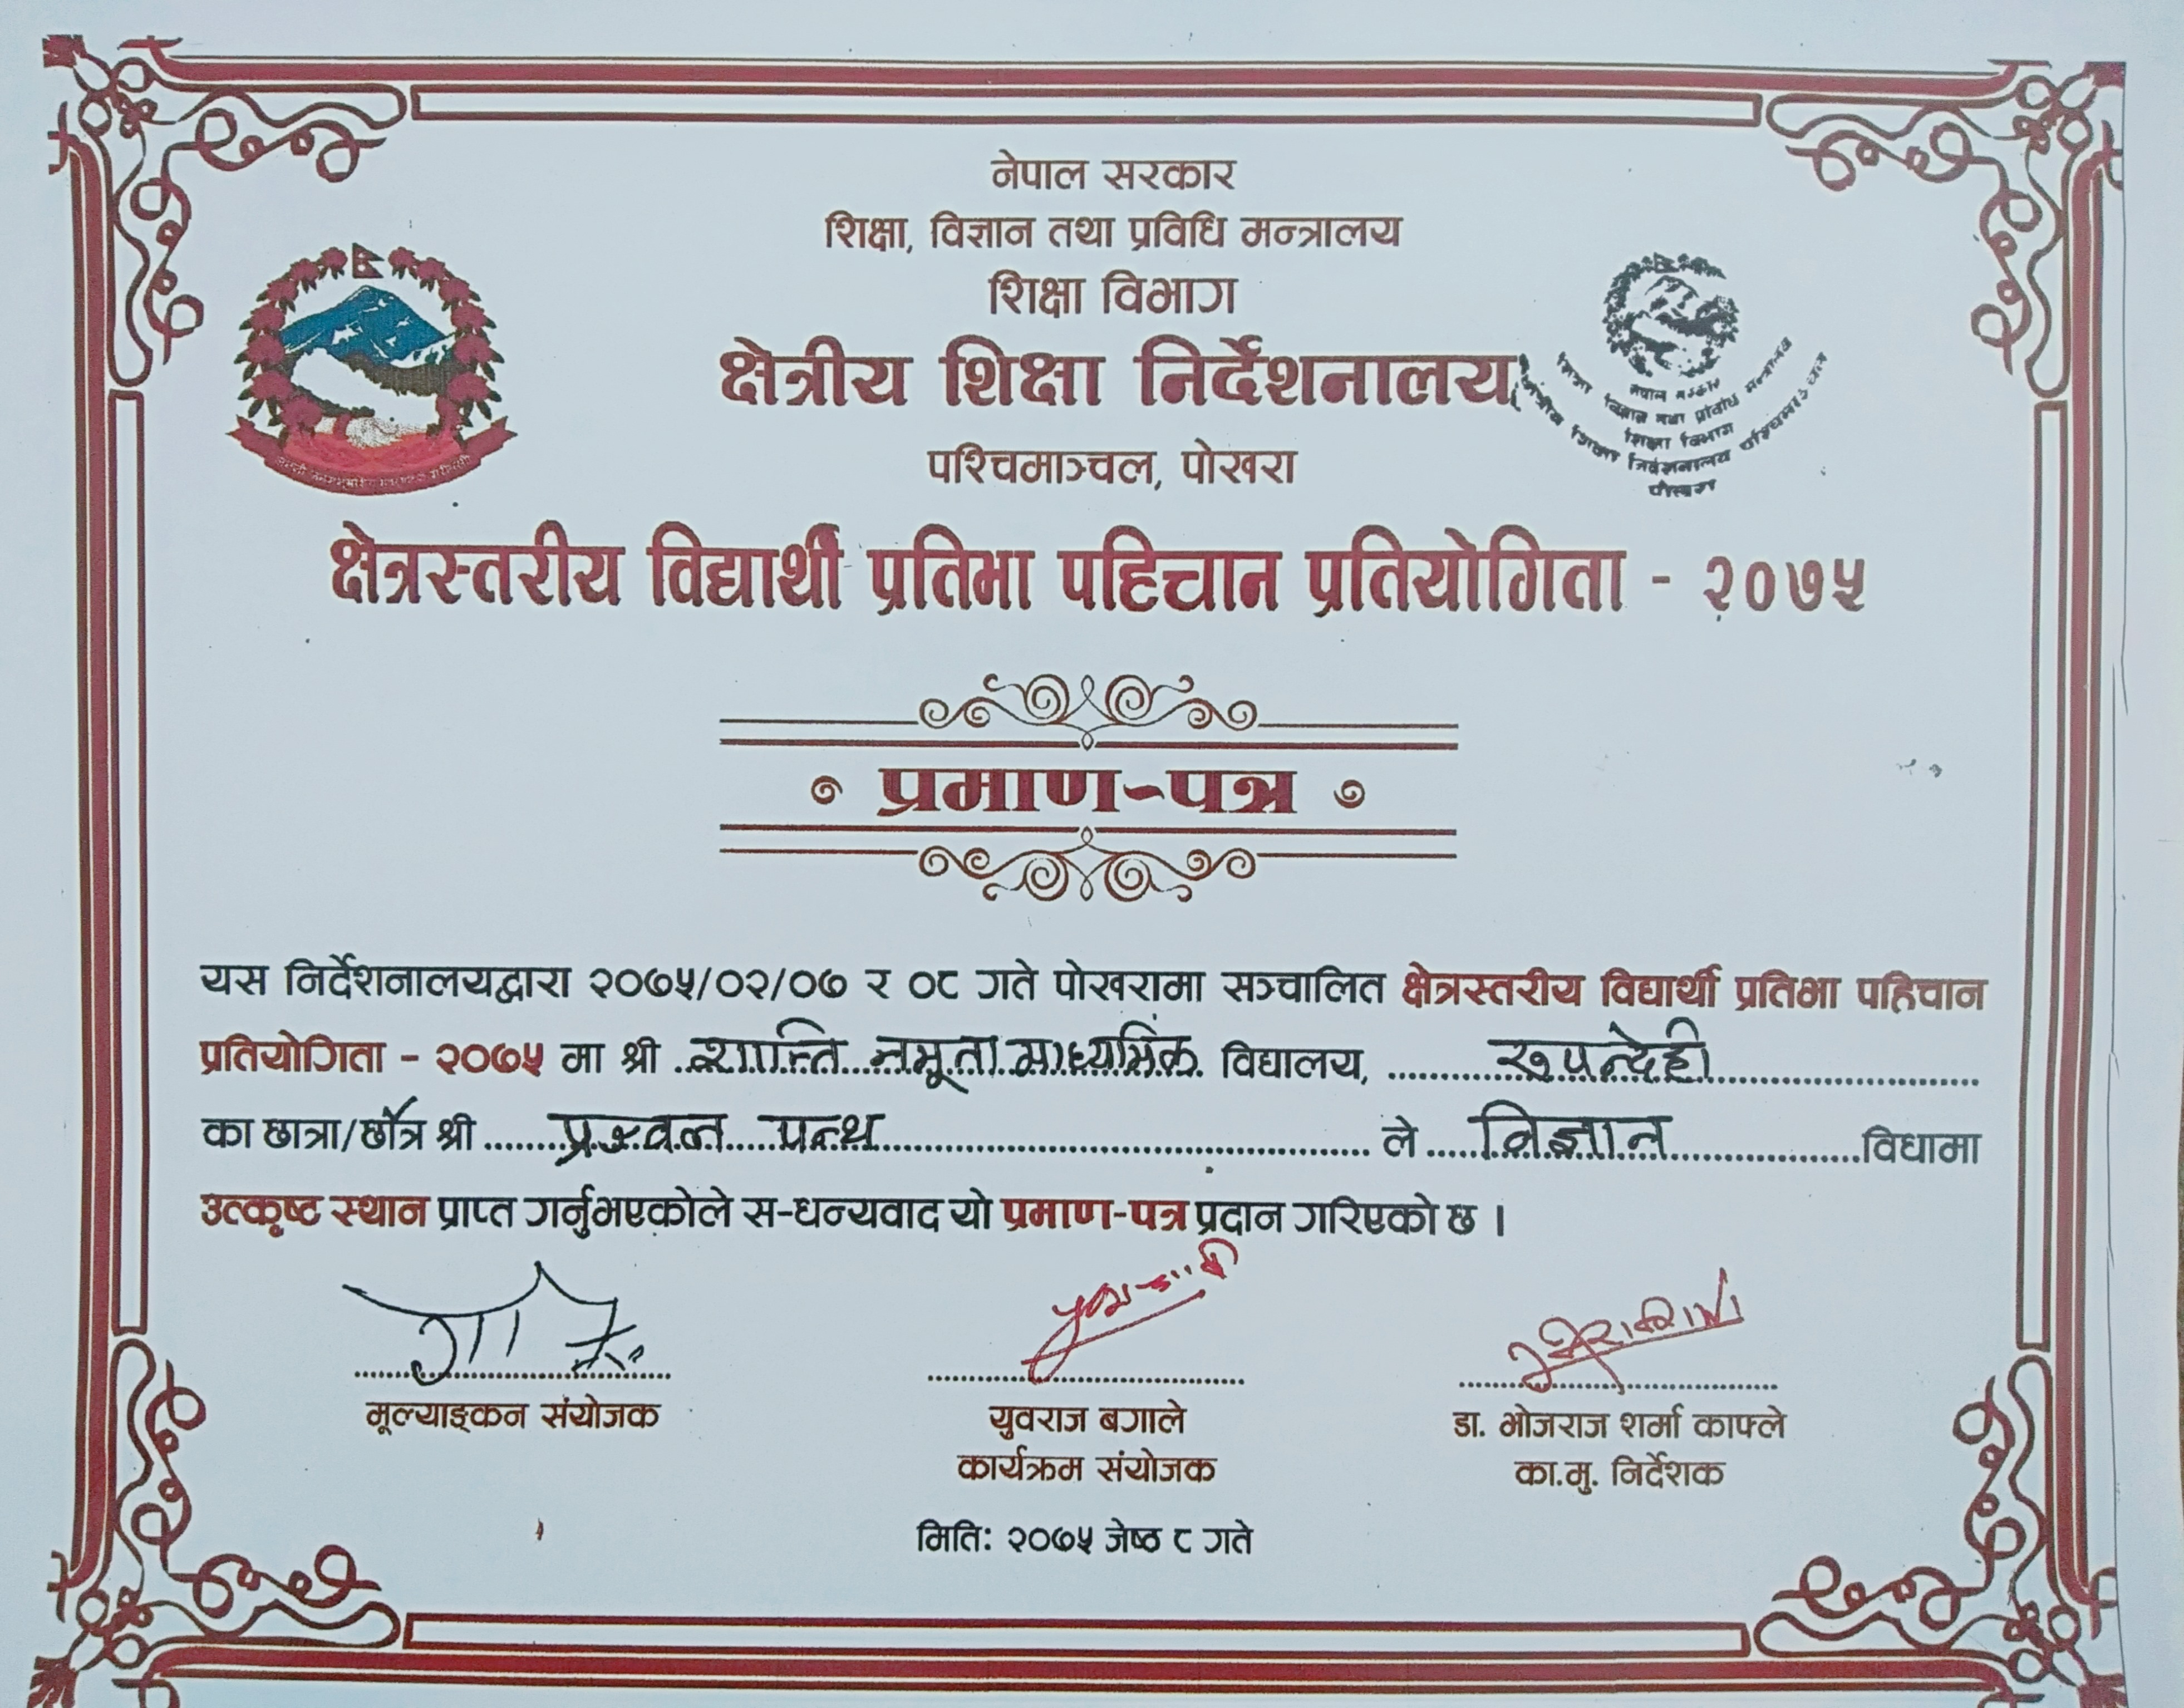 नेपाल सरकार
शिक्षा, विज्ञान तथा प्रविधि मन्त्रालय
शिक्षा विभाग
क्षेत्रीय शिक्षा निर्देशनालय
पश्चिमाञ्चल, पोखरा
नेपाल सरकार
शिक्षा विज्ञान तथा प्रविधि मन्त्रालय
शिक्षा विभाग
क्षेत्रीय शिक्षा निर्देशनालय पश्चिमाञ्चल
पोखरा
क्षेत्रस्तरीय विद्यार्थी प्रतिभा पहिचान प्रतियोगिता - २०७५
प्रमाण-पत्र
यस निर्देशनालयद्वारा २०७५/०२/०७ र ०८ गते पोखरामा सञ्चालित क्षेत्रस्तरीय विद्यार्थी प्रतिभा पहिचान
प्रतियोगिता - २०७५ मा श्री शान्ति नमूना माध्यमिक विद्यालय, रुपन्देही
का छात्रा/छात्र श्री प्रज्वल पन्थ ले विज्ञान विधामा
उत्कृष्ट स्थान प्राप्त गर्नुभएकोले स-धन्यवाद यो प्रमाण-पत्र प्रदान गरिएको छ ।
मूल्याङ्कन संयोजक
युवराज बगाले
कार्यक्रम संयोजक
डा. भोजराज शर्मा काफ्ले
का.मु. निर्देशक
मितिः २०७५ जेष्ठ ८ गते